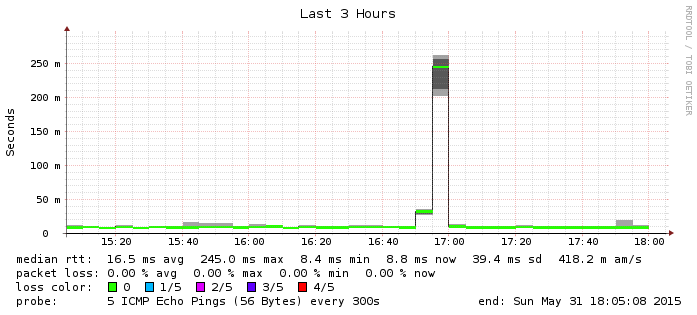 Last 3 Hours
RRDTOOL / TOBI OETIKER
Seconds
250 m
200 m
150 m
100 m
50 m
0
15:20 15:40 16:00 16:20 16:40 17:00 17:20 17:40 18:00
median rtt: 16.5 ms avg 245.0 ms max 8.4 ms min 8.8 ms now 39.4 ms sd 418.2 m am/s
packet loss: 0.00 % avg 0.00 % max 0.00 % min 0.00 % now
loss color: 0 1/5 2/5 3/5 4/5
probe: 5 ICMP Echo Pings (56 Bytes) every 300s end: Sun May 31 18:05:08 2015